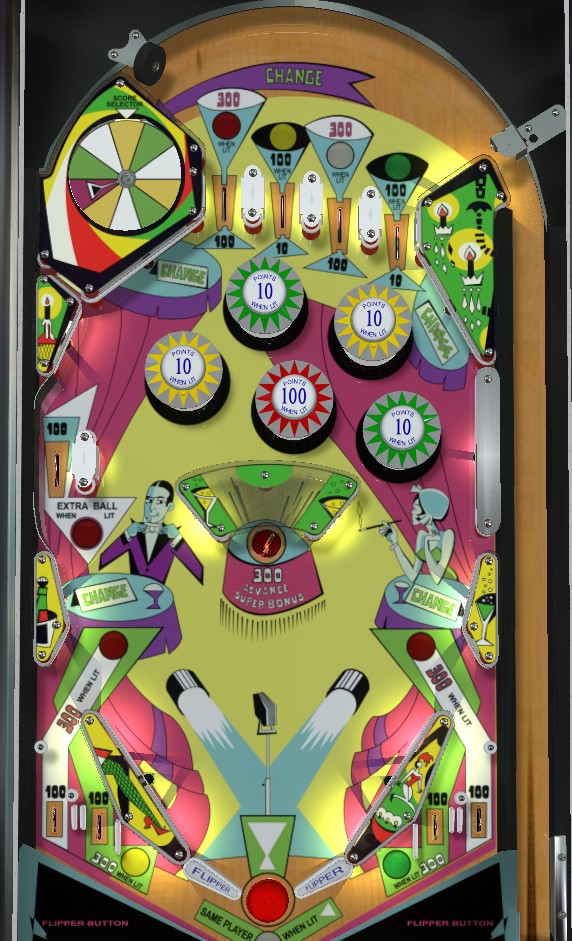 CHANGE
SCORE
SELECTOR
300
WHEN
LIT
100
WHEN
LIT
300
WHEN
LIT
100
WHEN
LIT
100
10
100
10
CHANGE
CHANGE
POINTS
10
WHEN LIT
POINTS
10
WHEN LIT
POINTS
10
WHEN LIT
POINTS
100
WHEN LIT
POINTS
10
WHEN LIT
100
EXTRA BALL
WHEN LIT
300
ADVANCE
SUPER BONUS
CHANGE
CHANGE
300 WHEN LIT
300 WHEN LIT
100
100
100
100
300 WHEN LIT
WHEN LIT 300
FLIPPER
FLIPPER
SAME PLAYER
WHEN LIT
FLIPPER BUTTON
FLIPPER BUTTON